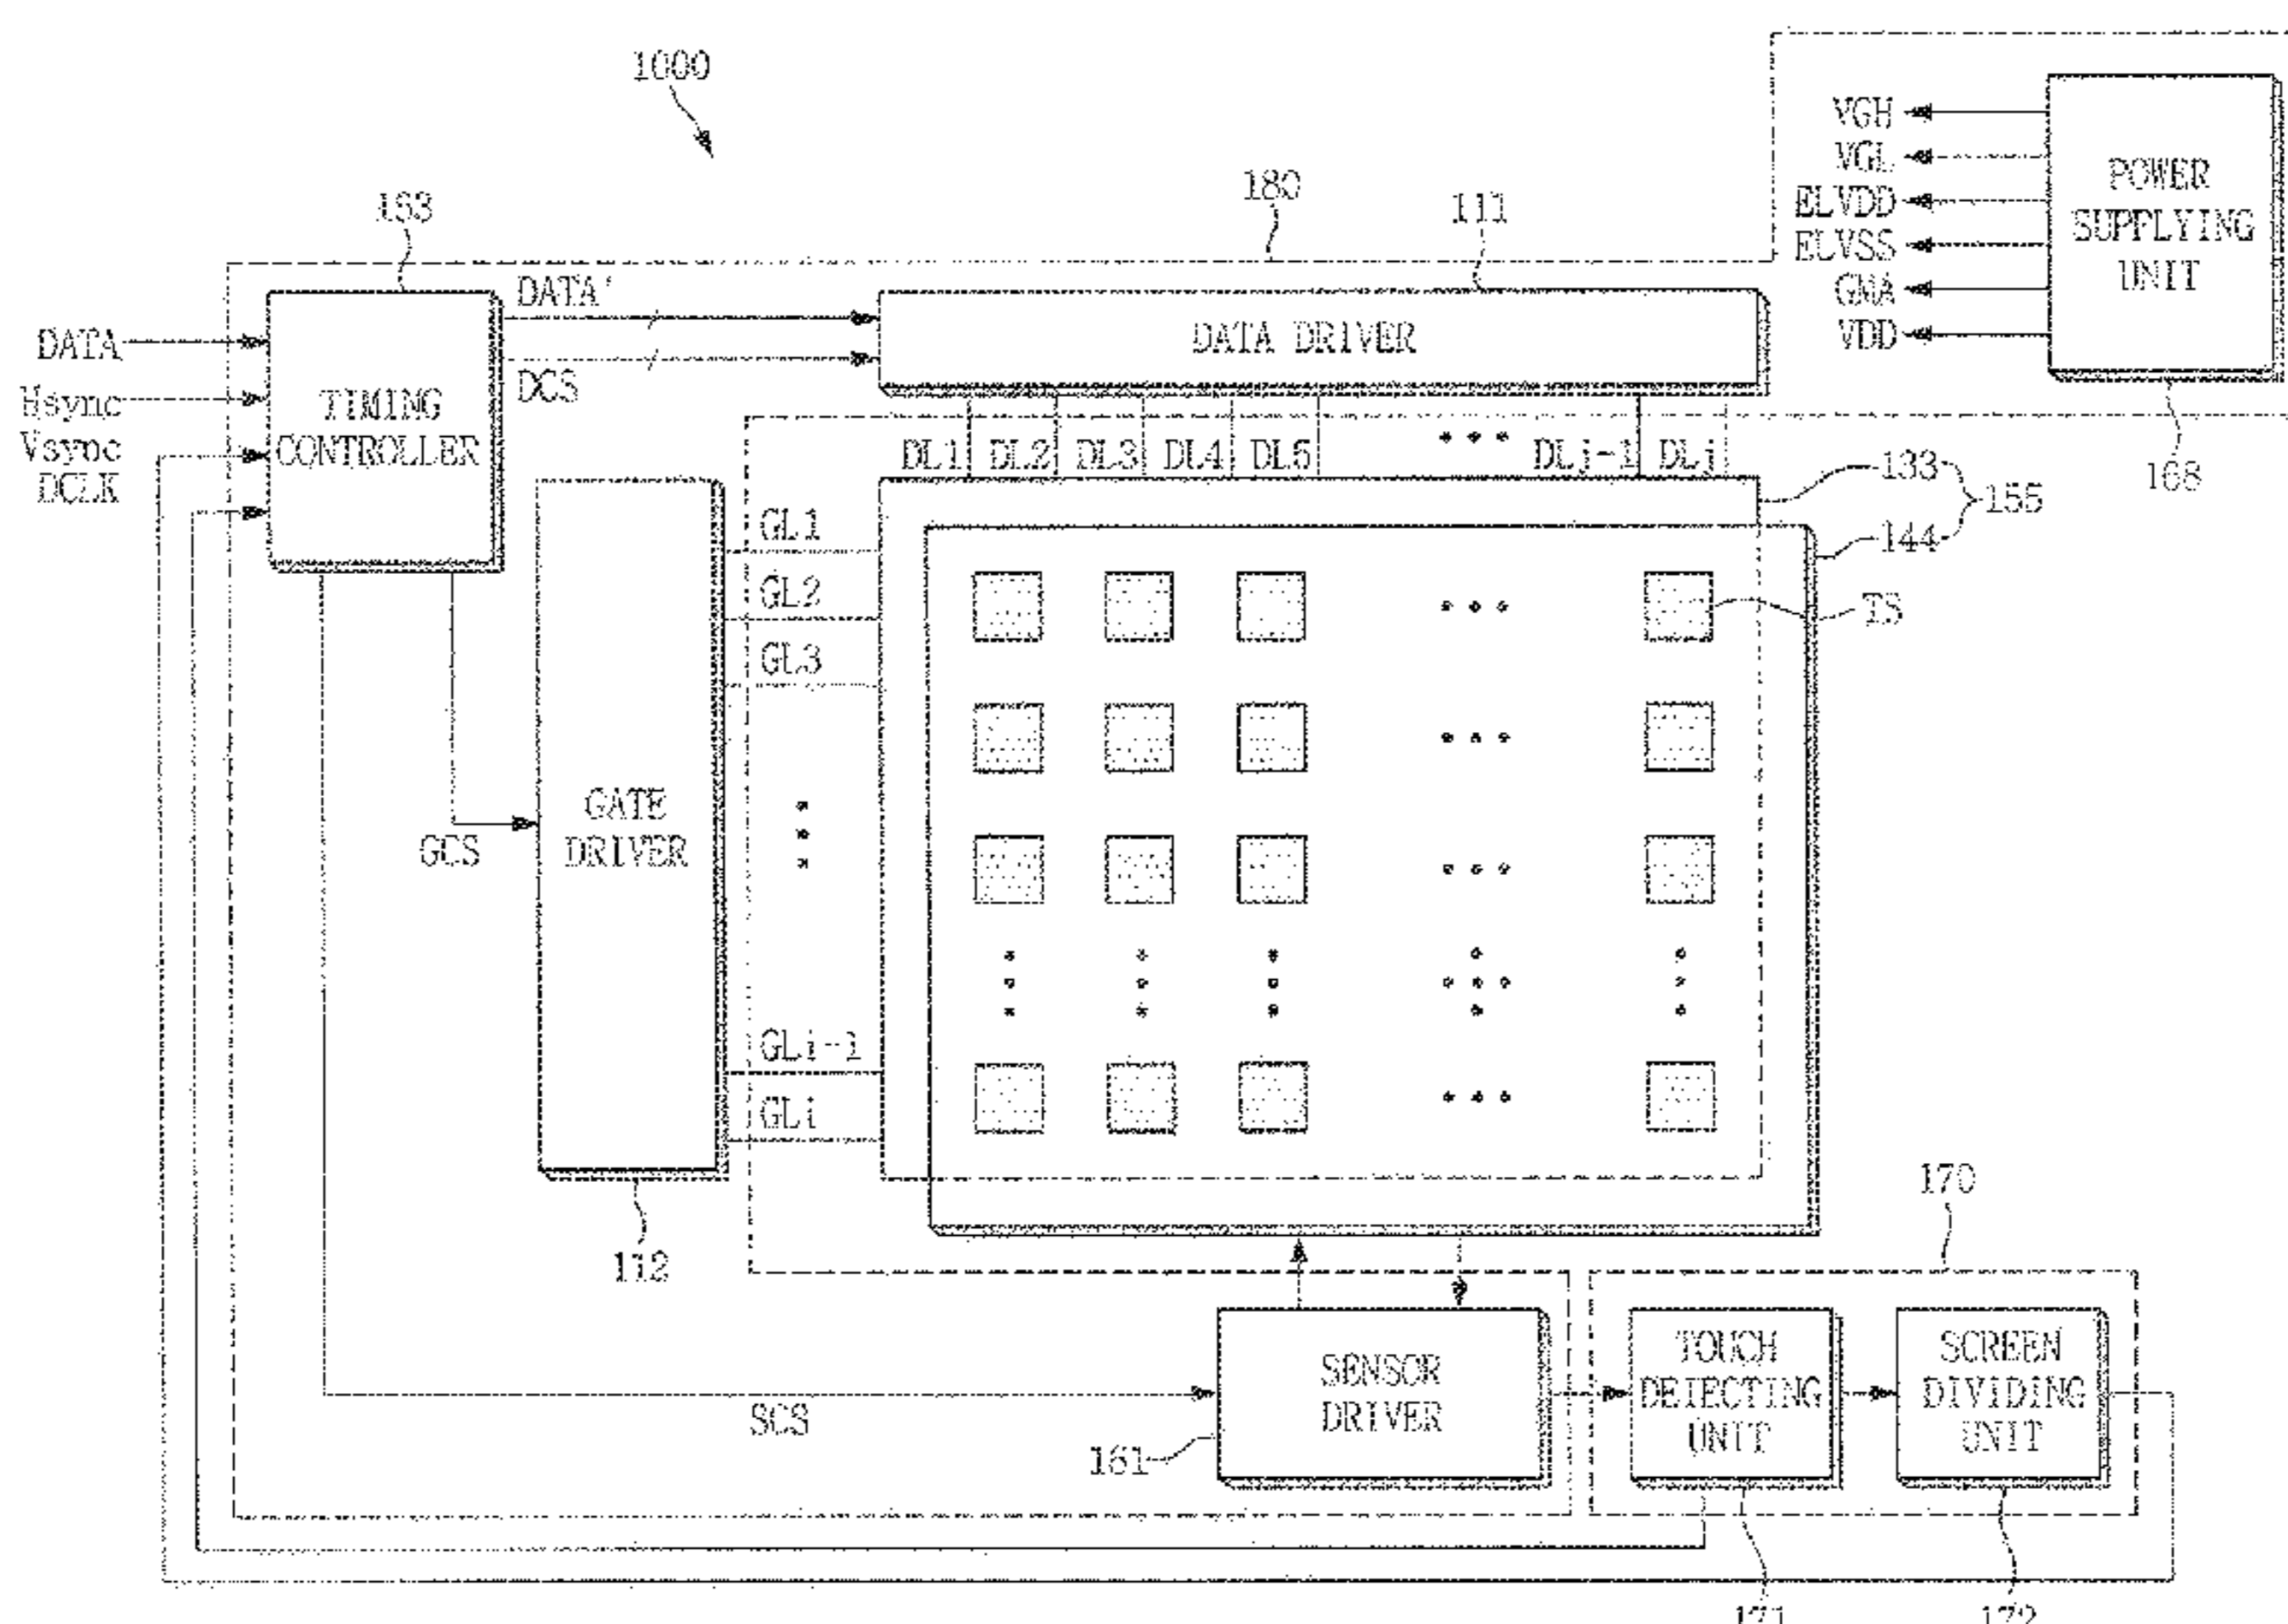 1000
VGH
VGL
ELVDD
ELVSS
GMA
VDD
POWER
SUPPLYING
UNIT
168
163
180
111
DATA
Hsync
Vsync
DCLK
TIMING
CONTROLLER
DATA'
DCS
DATA DRIVER
DL1 DL2 DL3 DL4 DL5 DLj-1 DLj
133
144
155
TS
GL1
GL2
GL3
GLi-1
GLi
GCS
GATE
DRIVER
112
170
SCS
SENSOR
DRIVER
161
TOUCH
DETECTING
UNIT
SCREEN
DIVIDING
UNIT
171
172